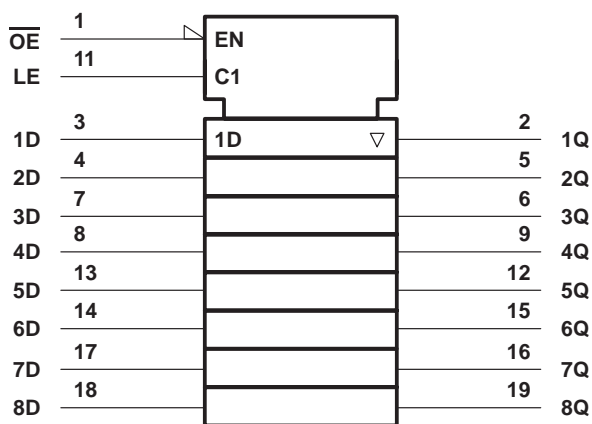 1
OE EN
11
LE C1
3 2
1D 1D 1Q
4 5
2D 2Q
7 6
3D 3Q
8 9
4D 4Q
13 12
5D 5Q
14 15
6D 6Q
17 16
7D 7Q
18 19
8D 8Q